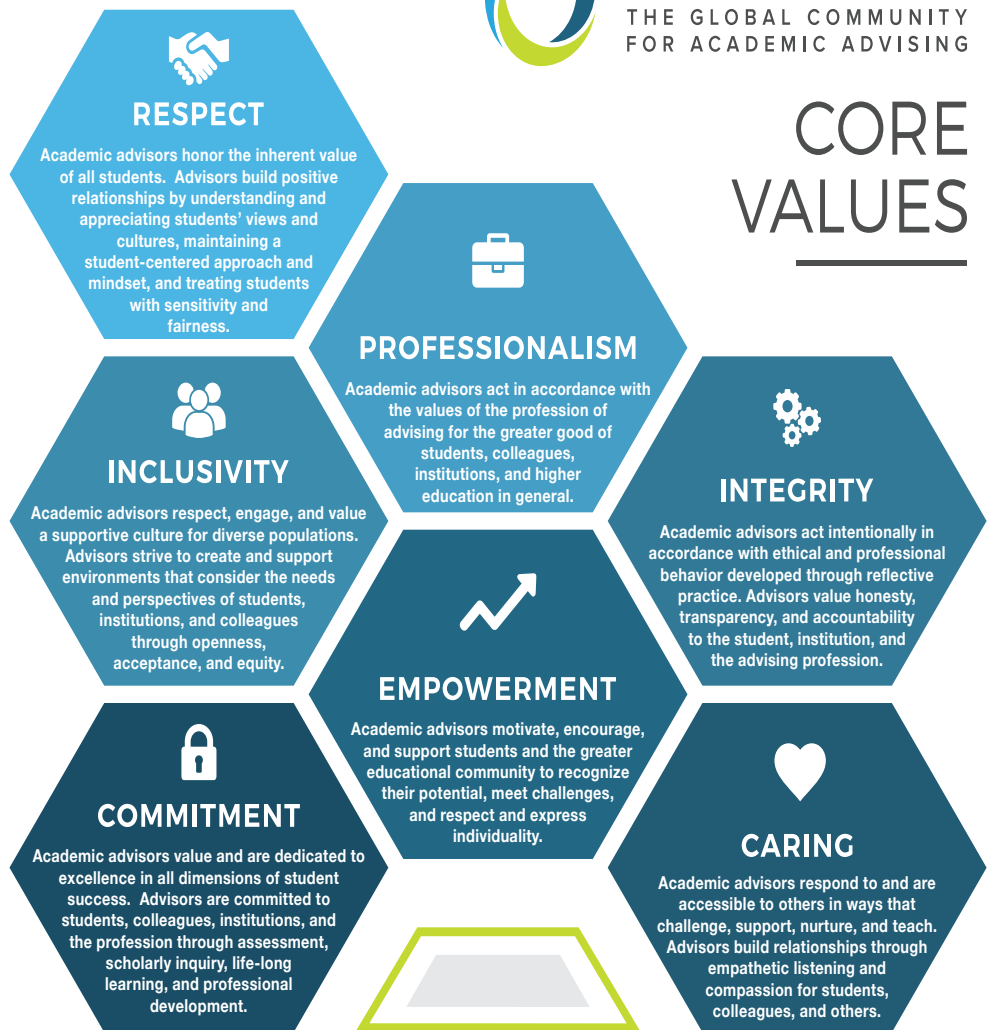 THE GLOBAL COMMUNITY
FOR ACADEMIC ADVISING
CORE
VALUES
RESPECT
Academic advisors honor the inherent value
of all students.  Advisors build positive
relationships by understanding and
appreciating students' views and
cultures, maintaining a
student-centered approach and
mindset, and treating students
with sensitivity and
fairness.
PROFESSIONALISM
Academic advisors act in accordance with
the values of the profession of
advising for the greater good of
students, colleagues,
institutions, and higher
education in general.
INCLUSIVITY
Academic advisors respect, engage, and value
a supportive culture for diverse populations.
Advisors strive to create and support
environments that consider the needs
and perspectives of students,
institutions, and colleagues
through openness,
acceptance, and equity.
INTEGRITY
Academic advisors act intentionally in
accordance with ethical and professional
behavior developed through reflective
practice. Advisors value honesty,
transparency, and accountability
to the student, institution, and
the advising profession.
EMPOWERMENT
Academic advisors motivate, encourage,
and support students and the greater
educational community to recognize
their potential, meet challenges,
and respect and express
individuality.
COMMITMENT
Academic advisors value and are dedicated to
excellence in all dimensions of student
success.  Advisors are committed to
students, colleagues, institutions, and
the profession through assessment,
scholarly inquiry, life-long
learning, and professional
development.
CARING
Academic advisors respond to and are
accessible to others in ways that
challenge, support, nurture, and teach.
Advisors build relationships through
empathetic listening and
compassion for students,
colleagues, and others.